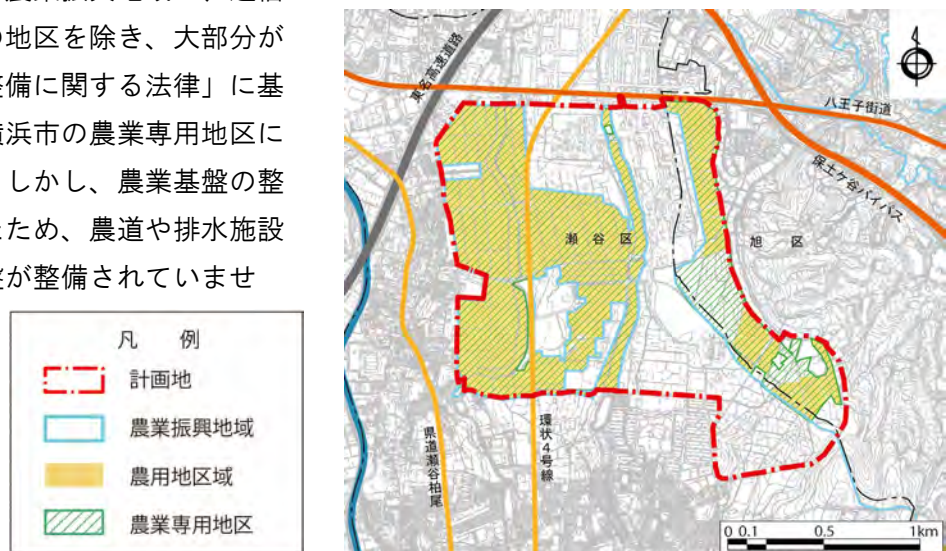 の地区を除き、大部分が
整備に関する法律」に基
横浜市の農業専用地区に
しかし、農業基盤の整
ため、農道や排水施設
が整備されていませ
凡 例
計画地
農業振興地域
農用地区域
農業専用地区
東名高速道路
八王子街道
保土ケ谷バイパス
瀬 谷 区
旭 区
県道瀬谷柏尾
環状4号線
0 0.1 0.5 1km